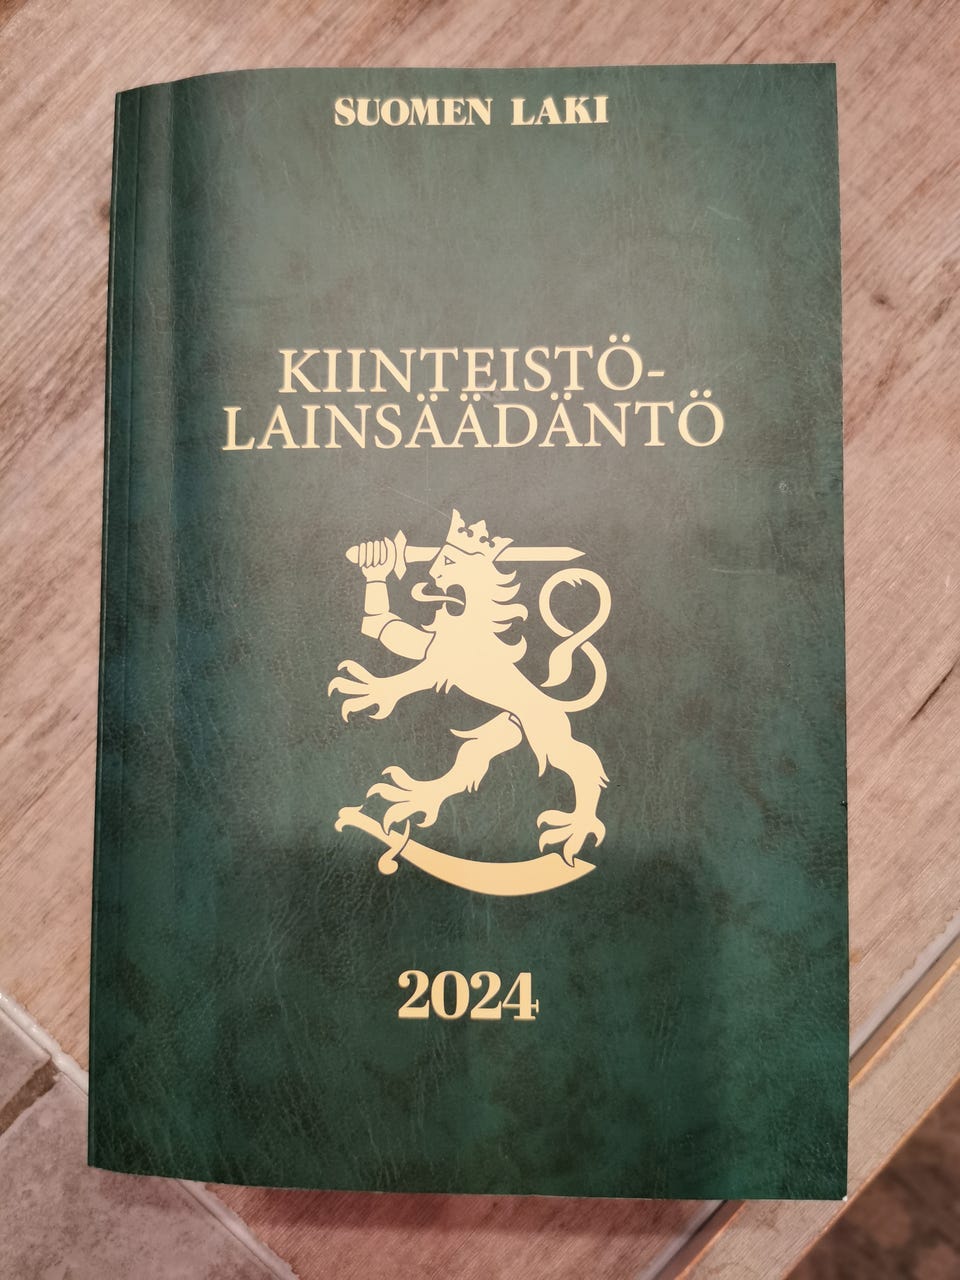 SUOMEN LAKI
KIINTEISTÖ-
LAINSÄÄDÄNTÖ
2024